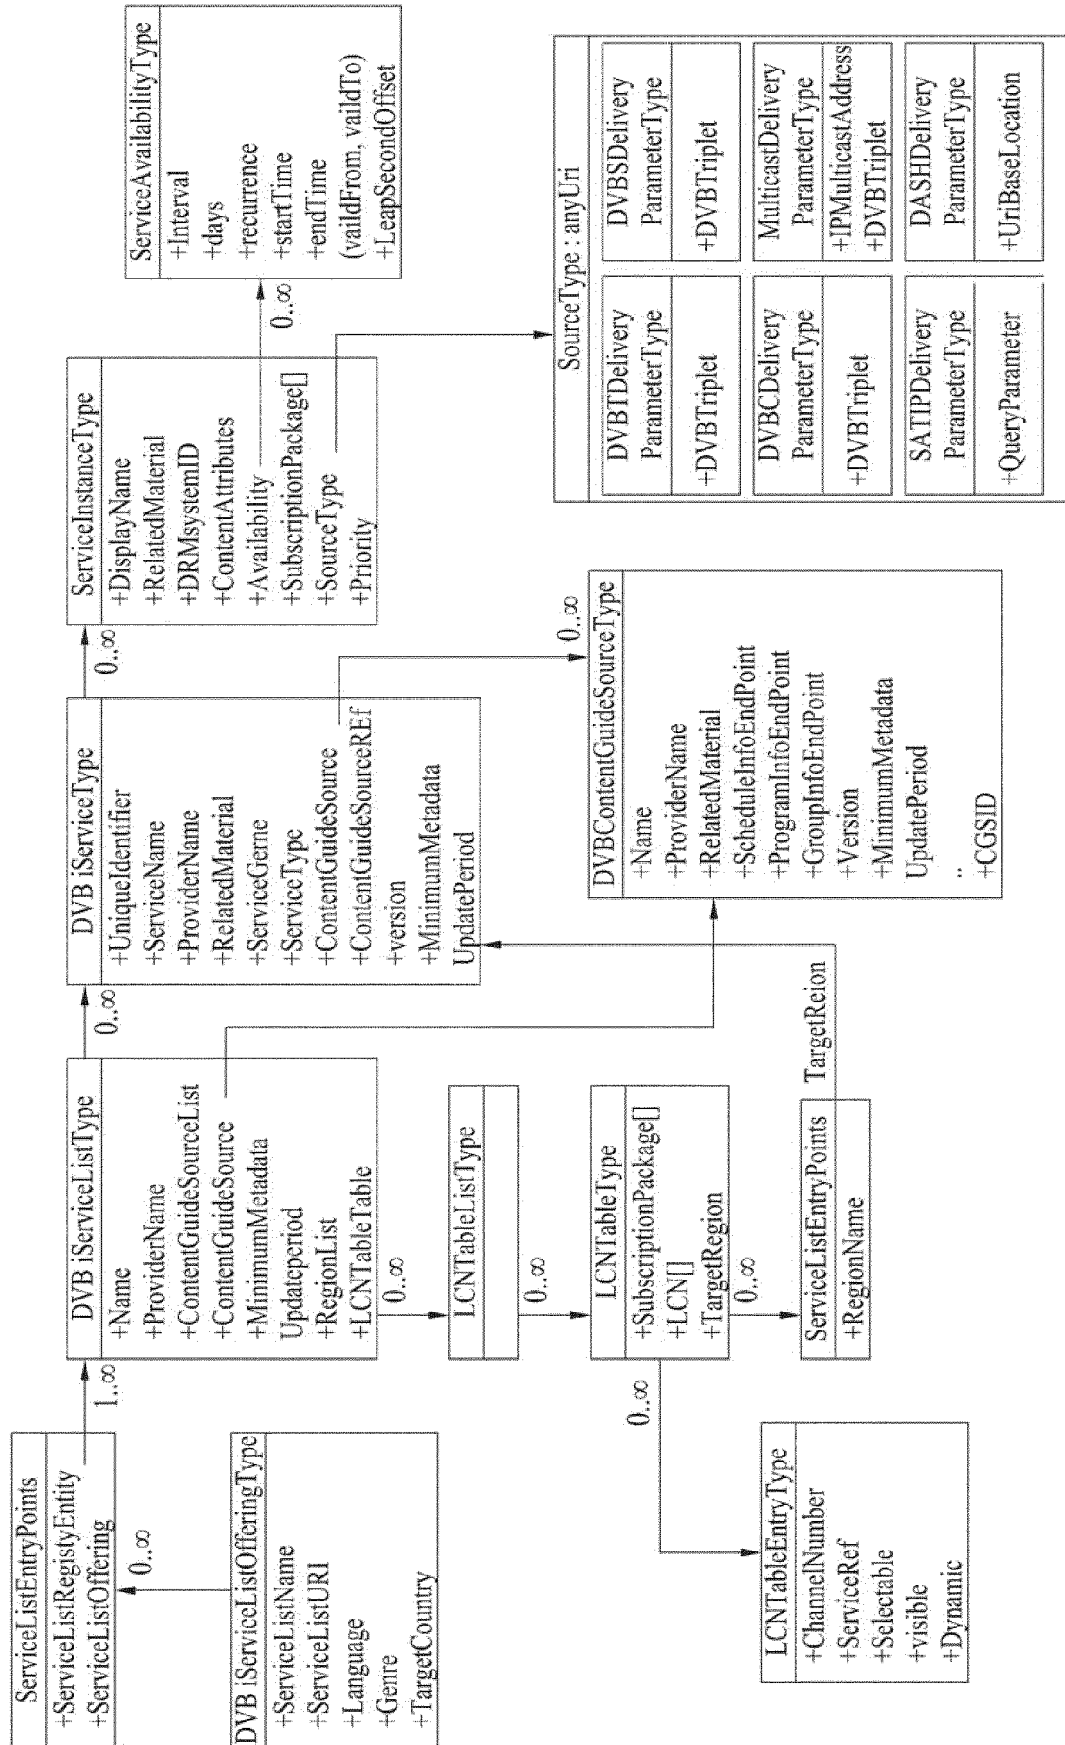 ServiceListEntryPoints
+ServiceListRegistyEntity
+ServiceListOffering
1..∞
0..∞
DVB iServiceListOfferingType
+ServiceListName
+ServiceListURI
+Language
+Genre
+TargetCountry
DVB iServiceListType
+Name
+ProviderName
+ContentGuideSourceList
+ContentGuideSource
+MinimumMetadata
Updateperiod
+RegionList
+LCNTableTable
0..∞
0..∞
LCNTableListType
0..∞
LCNTableType
+SubscriptionPackage[]
+LCN[]
+TargetRegion
0..∞
0..∞
ServiceListEntryPoints
+RegionName
TargetReion
LCNTableEntryType
+ChannelNumber
+ServiceRef
+Selectable
+visible
+Dynamic
DVB iServiceType
+UniqueIdentifier
+ServiceName
+ProviderName
+RelatedMaterial
+ServiceGerne
+ServiceType
+ContentGuideSource
+ContentGuideSourceREf
+version
+MinimumMetadata
UpdatePeriod
0..∞
0..∞
DVBContentGuideSourceType
+Name
+ProviderName
+RelatedMaterial
+ScheduleInfoEndPoint
+ProgramInfoEndPoint
+GroupInfoEndPoint
+Version
+MinimumMetadata
UpdatePeriod
..
+CGSID
ServiceInstanceType
+DisplayName
+RelatedMaterial
+DRMsystemID
+ContentAttributes
+Availability
+SubscriptionPackage[]
+SourceType
+Priority
0..∞
ServiceAvailabilityType
+Interval
+days
+recurrence
+startTime
+endTime
(vaildFrom, vaildTo)
+LeapSecondOffset
SourceType : anyUri
DVBTDelivery
ParameterType
+DVBTriplet
DVBSDelivery
ParameterType
+DVBTriplet
DVBCDelivery
ParameterType
+DVBTriplet
MulticastDelivery
ParameterType
+IPMulticastAddress
+DVBTriplet
SATIPDelivery
ParameterType
+QueryParameter
DASHDelivery
ParameterType
+UriBaseLocation